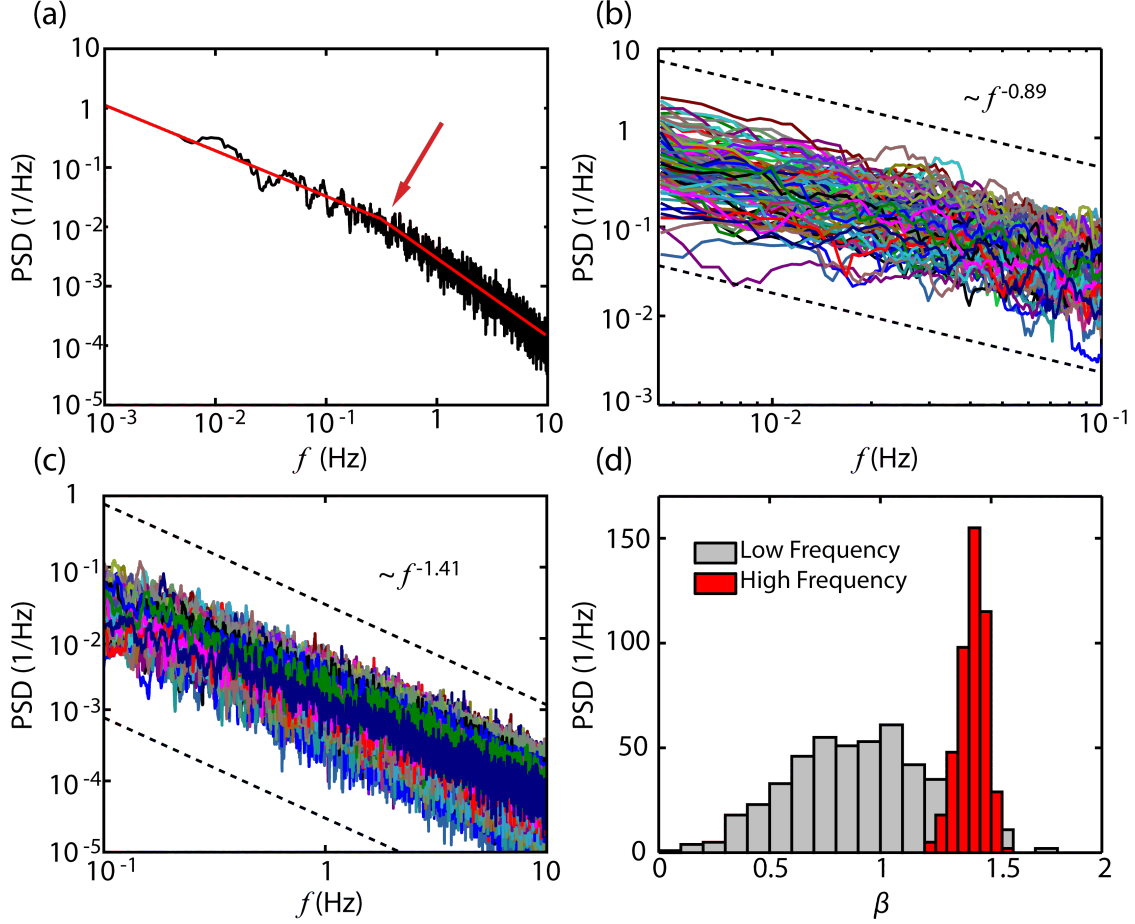 (a)
10
1
10-1
10-2
10-3
10-4
10-5
PSD (1/Hz)
10-3
10-2
10-1
1
10
f (Hz)
(b)
10
1
10-1
10-2
10-3
PSD (1/Hz)
~f-0.89
10-2
10-1
f (Hz)
(c)
1
10-1
10-2
10-3
10-4
10-5
PSD (1/Hz)
~f-1.41
10-1
1
10
f (Hz)
(d)
150
100
50
0
PSD (1/Hz)
Low Frequency
High Frequency
0
0.5
1
1.5
2
β